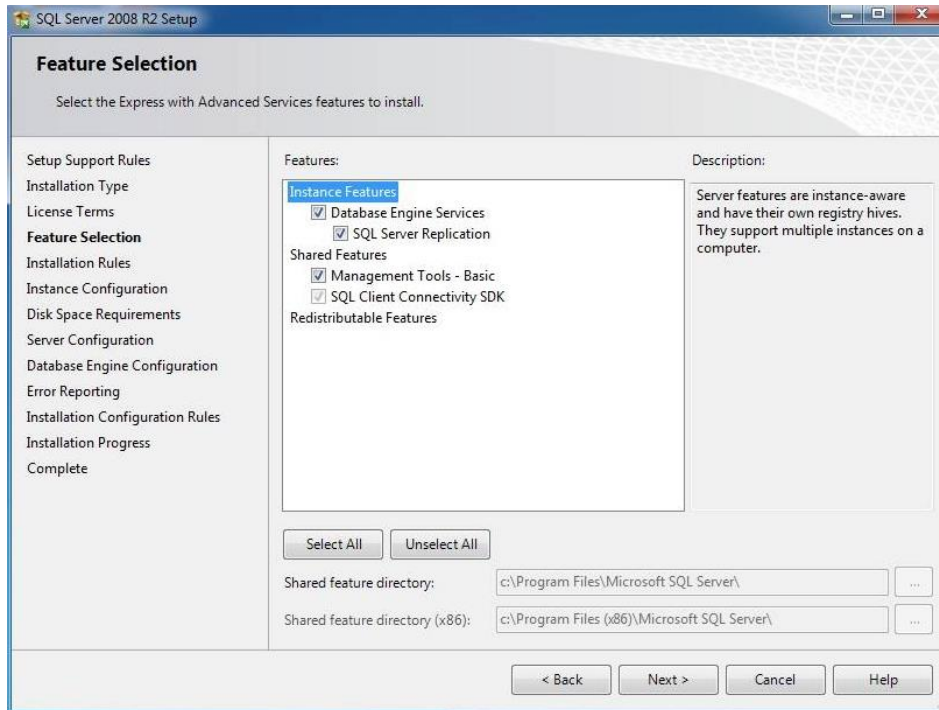 SQL Server 2008 R2 Setup
Feature Selection
Select the Express with Advanced Services features to install.
Setup Support Rules
Installation Type
License Terms
Feature Selection
Installation Rules
Instance Configuration
Disk Space Requirements
Server Configuration
Database Engine Configuration
Error Reporting
Installation Configuration Rules
Installation Progress
Complete
Features:
Instance Features
Database Engine Services
SQL Server Replication
Shared Features
Management Tools - Basic
SQL Client Connectivity SDK
Redistributable Features
Description:
Server features are instance-aware
and have their own registry hives.
They support multiple instances on a
computer.
Select All
Unselect All
Shared feature directory:
c:\Program Files\Microsoft SQL Server\
...
Shared feature directory (x86):
c:\Program Files (x86)\Microsoft SQL Server\
...
< Back
Next >
Cancel
Help